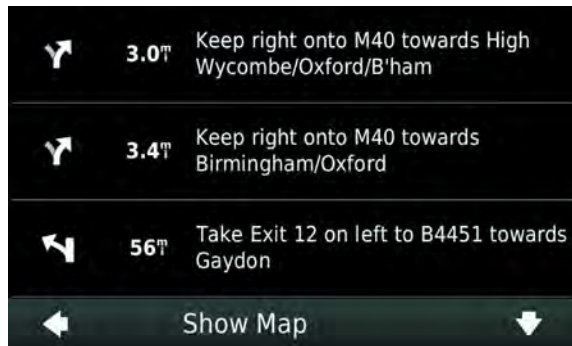 3.0mi
Keep right onto M40 towards High
Wycombe/Oxford/B'ham
3.4mi
Keep right onto M40 towards
Birmingham/Oxford
56mi
Take Exit 12 on left to B4451 towards
Gaydon
Show Map